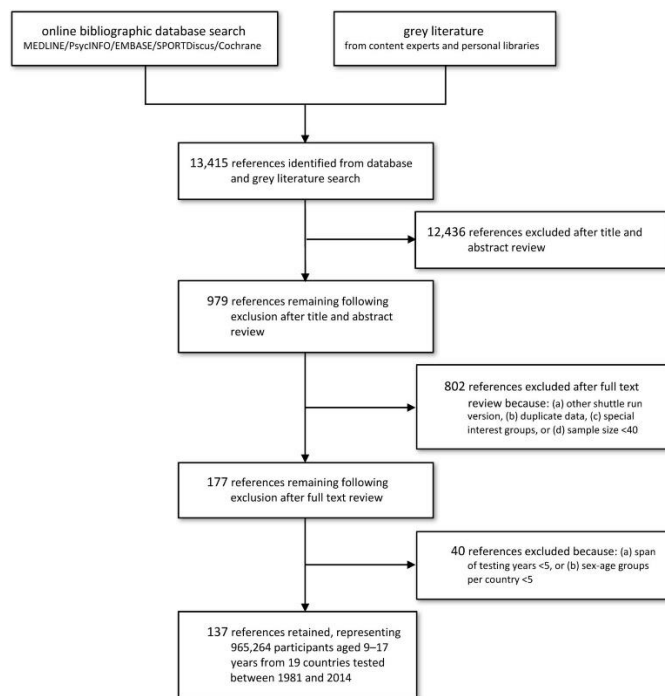 online bibliographic database search
MEDLINE/PsycINFO/EMBASE/SPORTDiscus/Cochrane
grey literature
from content experts and personal libraries
13,415 references identified from database
and grey literature search
12,436 references excluded after title and
abstract review
979 references remaining following
exclusion after title and abstract
review
802 references excluded after full text
review because: (a) other shuttle run
version, (b) duplicate data, (c) special
interest groups, or (d) sample size <40
177 references remaining following
exclusion after full text review
40 references excluded because: (a) span
of testing years <5, or (b) sex-age groups
per country <5
137 references retained, representing
965,264 participants aged 9–17
years from 19 countries tested
between 1981 and 2014